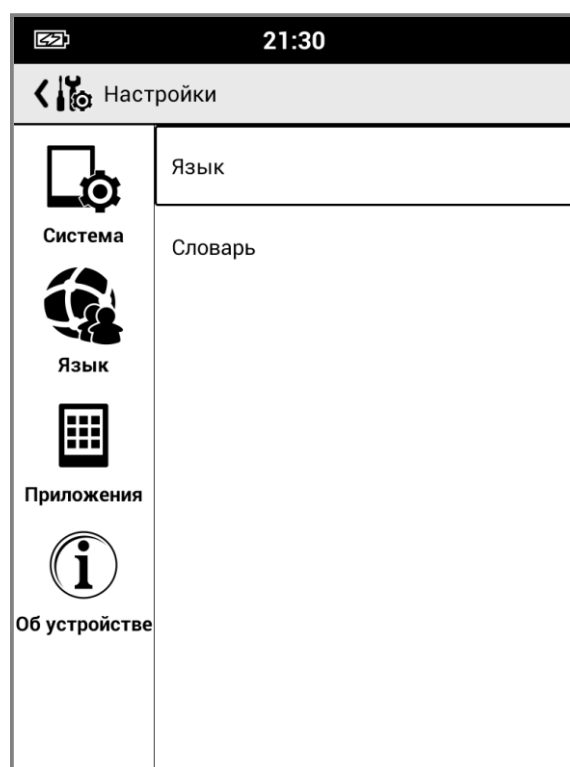 21:30
Настройки
Система
Язык
Приложения
Об устройстве
Язык
Словарь